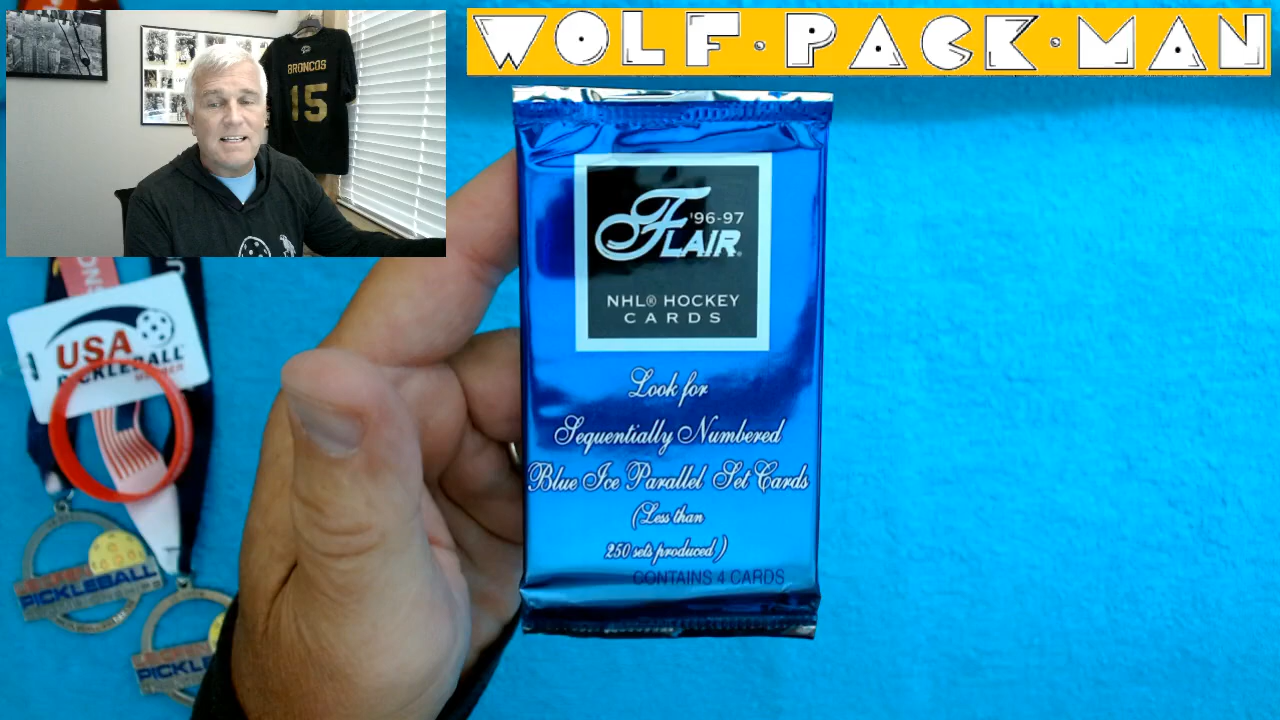 WOLF·PACK·MAN
BRONCOS
15
'96-97
FLAIR
NHL® HOCKEY
CARDS
Look for
Sequentially Numbered
Blue Ice Parallel Set Cards
(Less than
250 sets produced)
CONTAINS 4 CARDS
USA
PICKLEBALL
MEMBER
PICKLEBALL